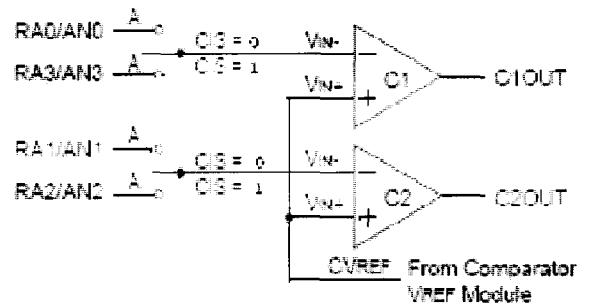 RA0/AN0 A
CIS = 0 VIN-
RA3/AN3 A CIS = 1
VIN+ C1 C1OUT
RA1/AN1 A
CIS = 0 VIN-
RA2/AN2 A CIS = 1
VIN+ C2 C2OUT
CVREF From Comparator
VREF Module